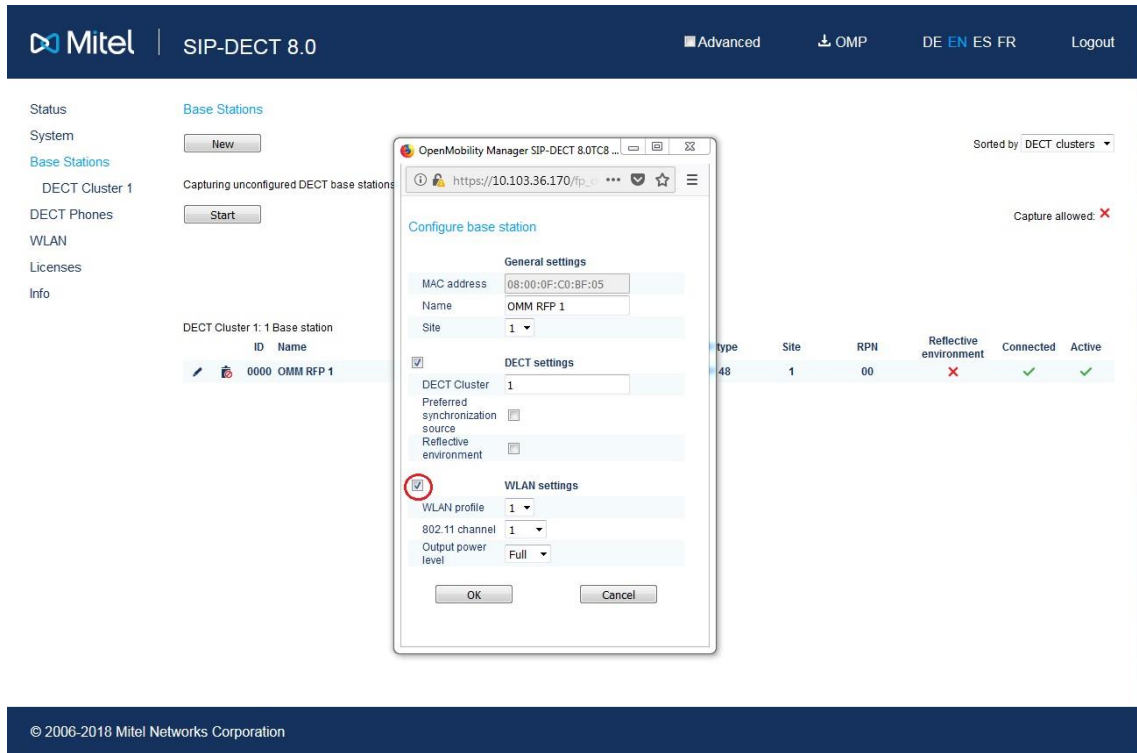 Mitel SIP-DECT 8.0 Advanced OMP DE EN ES FR Logout
Status
System
Base Stations
DECT Cluster 1
DECT Phones
WLAN
Licenses
Info
Base Stations
New
Sorted by DECT clusters
Capturing unconfigured DECT base stations
Start
Capture allowed:
DECT Cluster 1: 1 Base station
ID Name type Site RPN Reflective environment Connected Active
0000 OMM RFP 1 48 1 00
OpenMobility Manager SIP-DECT 8.0TC8 ...
https://10.103.36.170/fp_c
Configure base station
General settings
MAC address 08:00:0F:C0:BF:05
Name OMM RFP 1
Site 1
DECT settings
DECT Cluster 1
Preferred
synchronization
source
Reflective
environment
WLAN settings
WLAN profile 1
802.11 channel 1
Output power
level Full
OK Cancel
© 2006-2018 Mitel Networks Corporation